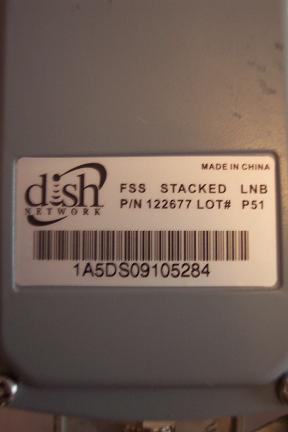 MADE IN CHINA
dish
NETWORK
FSS STACKED LNB
P/N 122677 LOT# P51
1A5DS09105284